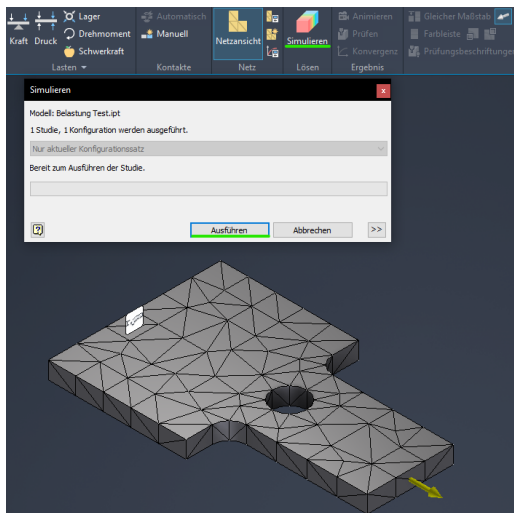 Lager
Automatisch
Animieren
Gleicher Maßstab
Kraft
Druck
Drehmoment
Manuell
Netzansicht
Simulieren
Prüfen
Farbleiste
Schwerkraft
Konvergenz
Prüfungsbeschriftungen
Lasten
Kontakte
Netz
Lösen
Ergebnis
Simulieren
x
Modell: Belastung Test.ipt
1 Studie, 1 Konfiguration werden ausgeführt.
Nur aktueller Konfigurationssatz
Bereit zum Ausführen der Studie.
?
Ausführen
Abbrechen
>>